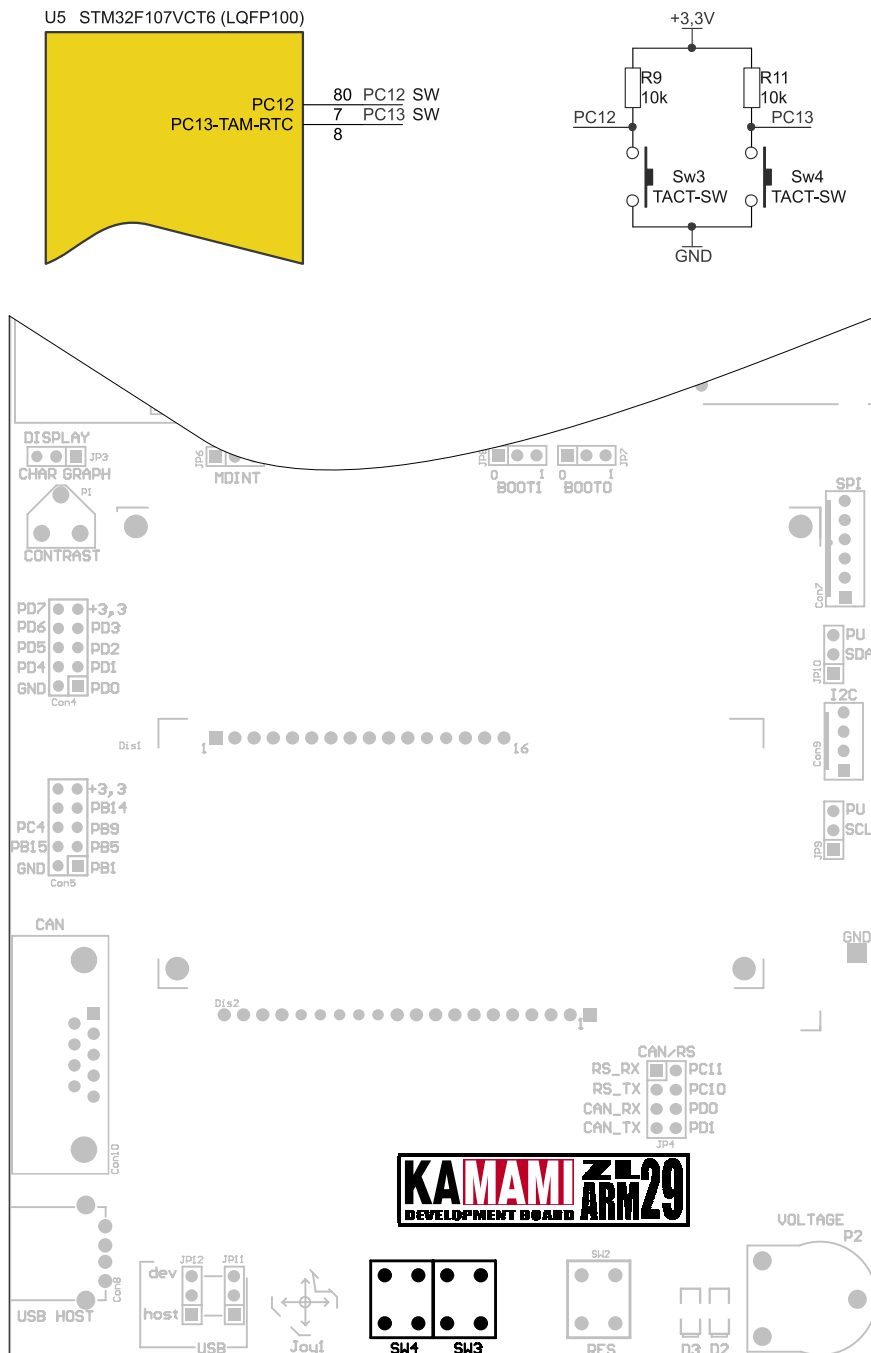 U5 STM32F107VCT6 (LQFP100)
PC12
PC13-TAM-RTC
80 PC12 SW
7 PC13 SW
8
+3,3V
R9
10k
R11
10k
PC12
PC13
Sw3
TACT-SW
Sw4
TACT-SW
GND
DISPLAY
JP3
CHAR GRAPH
P1
CONTRAST
JP6
MDINT
JP8
0 1
BOOT1
JP7
0 1
BOOT0
SPI
Con7
PD7 +3,3
PD6 PD3
PD5 PD2
PD4 PD1
GND PD0
Con4
PU
SDA
JP10
I2C
Con9
Dis1
1 16
+3,3
PB14
PC4 PB9
PB15 PB5
GND PB1
Con5
PU
SCL
JP9
CAN
GND
Con10
Dis2
1
CAN/RS
RS_RX PC11
RS_TX PC10
CAN_RX PD0
CAN_TX PD1
JP4
KAMAMI
DEVELOPMENT BOARD
ZL
ARM29
VOLTAGE
P2
Con8
USB HOST
JP12 JP11
dev
host
USB
Joy1
SW4 SW3
SW2
RES
D3 D2